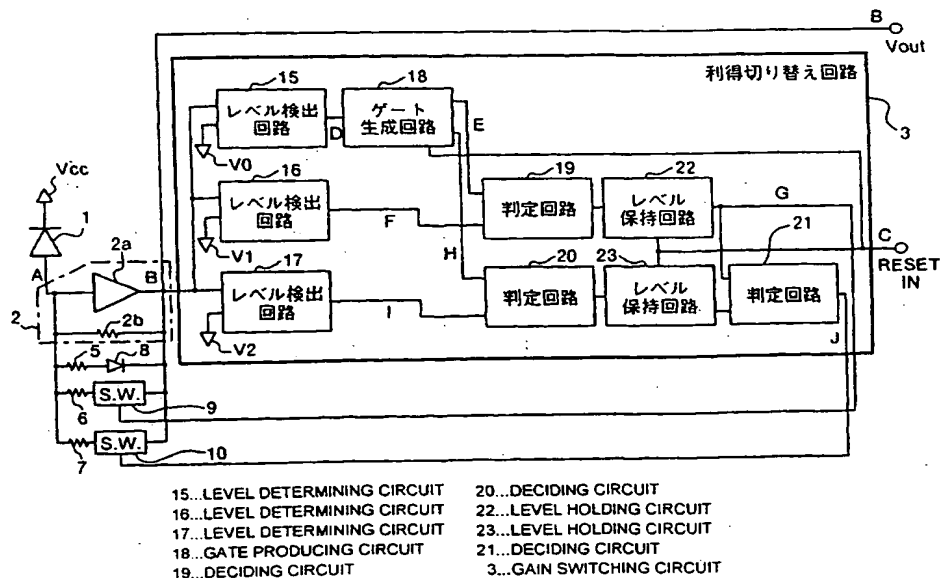 B
Vout
利得切り替え回路
3
15
レベル検出
回路
V0
D
18
ゲート
生成回路
E
H
16
レベル検出
回路
V1
F
17
レベル検出
回路
V2
I
19
判定回路
22
レベル
保持回路
G
21
20
判定回路
23
レベル
保持回路
判定回路
J
C
RESET
IN
Vcc
1
A
2a
B
2
2b
5
8
6
S.W.
9
7
S.W.
10
15...LEVEL DETERMINING CIRCUIT
16...LEVEL DETERMINING CIRCUIT
17...LEVEL DETERMINING CIRCUIT
18...GATE PRODUCING CIRCUIT
19...DECIDING CIRCUIT
20...DECIDING CIRCUIT
22...LEVEL HOLDING CIRCUIT
23...LEVEL HOLDING CIRCUIT
21...DECIDING CIRCUIT
3...GAIN SWITCHING CIRCUIT